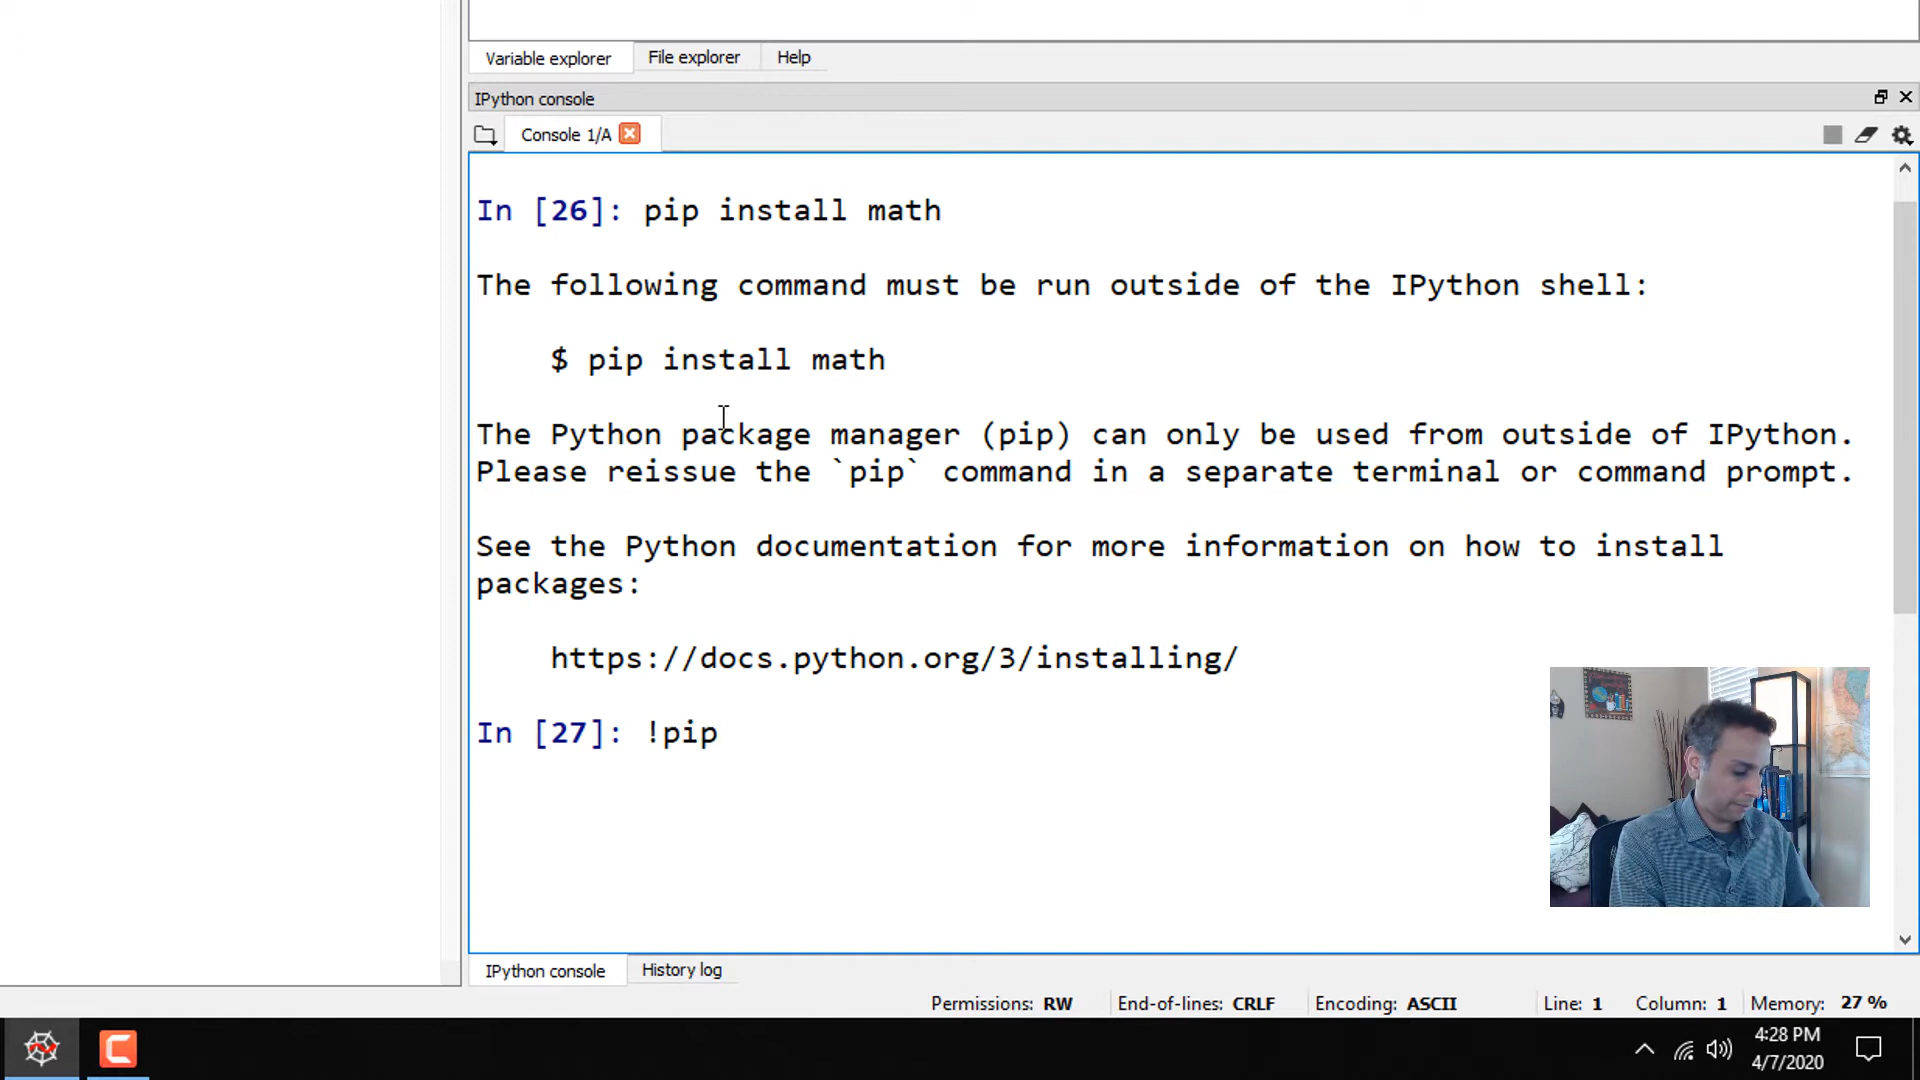 Variable explorer File explorer Help
IPython console
Console 1/A
In [26]: pip install math
The following command must be run outside of the IPython shell:
$ pip install math
The Python package manager (pip) can only be used from outside of IPython.
Please reissue the `pip` command in a separate terminal or command prompt.
See the Python documentation for more information on how to install
packages:
https://docs.python.org/3/installing/
In [27]: !pip
IPython console History log
Permissions: RW End-of-lines: CRLF Encoding: ASCII Line: 1 Column: 1 Memory: 27 %
4:28 PM
4/7/2020